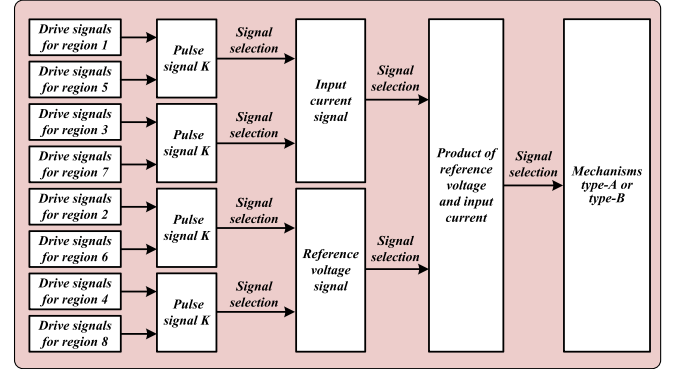 Drive signals
for region 1
Drive signals
for region 5
Drive signals
for region 3
Drive signals
for region 7
Drive signals
for region 2
Drive signals
for region 6
Drive signals
for region 4
Drive signals
for region 8
Pulse
signal K
Pulse
signal K
Pulse
signal K
Pulse
signal K
Signal
selection
Signal
selection
Signal
selection
Signal
selection
Input
current
signal
Reference
voltage
signal
Signal
selection
Signal
selection
Product of
reference
voltage
and input
current
Signal
selection
Mechanisms
type-A or
type-B